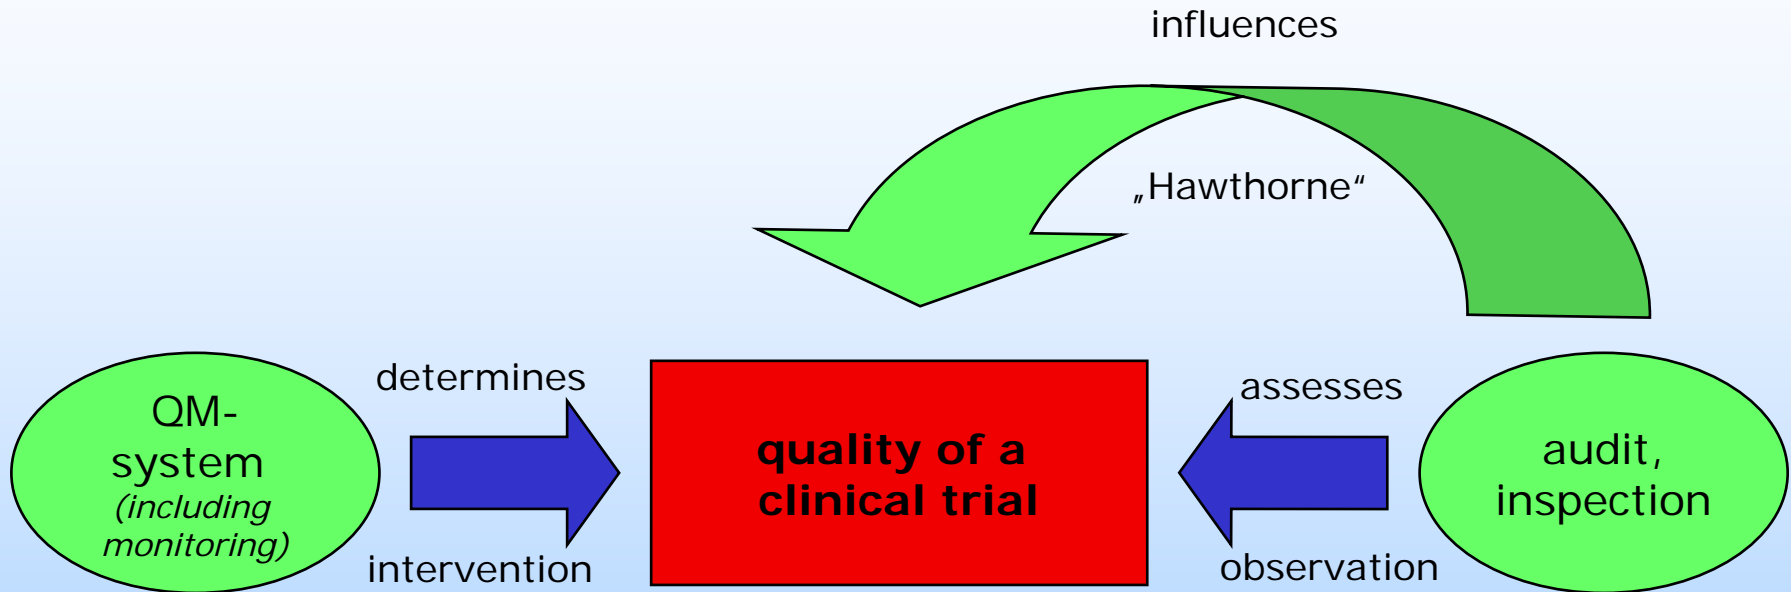 influences
„Hawthorne“
QM-
system
(including
monitoring)
determines
intervention
quality of a
clinical trial
assesses
observation
audit,
inspection